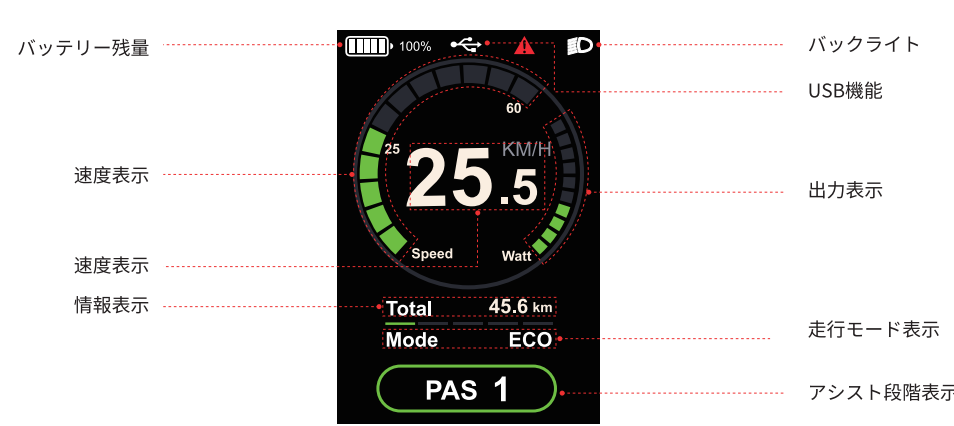 バッテリー残量
100%
バックライト
USB機能
60
25
KM/H
25.5
速度表示
出力表示
Speed
Watt
速度表示
情報表示
Total 45.6 km
走行モード表示
Mode ECO
PAS 1
アシスト段階表示